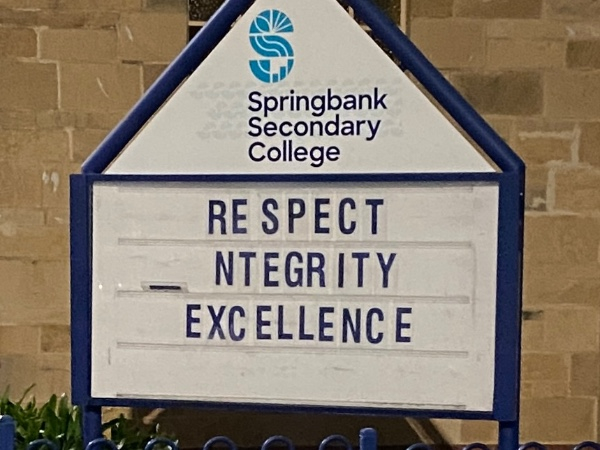 Springbank
Secondary
College
RESPECT
NTEGRITY
EXCELLENCE